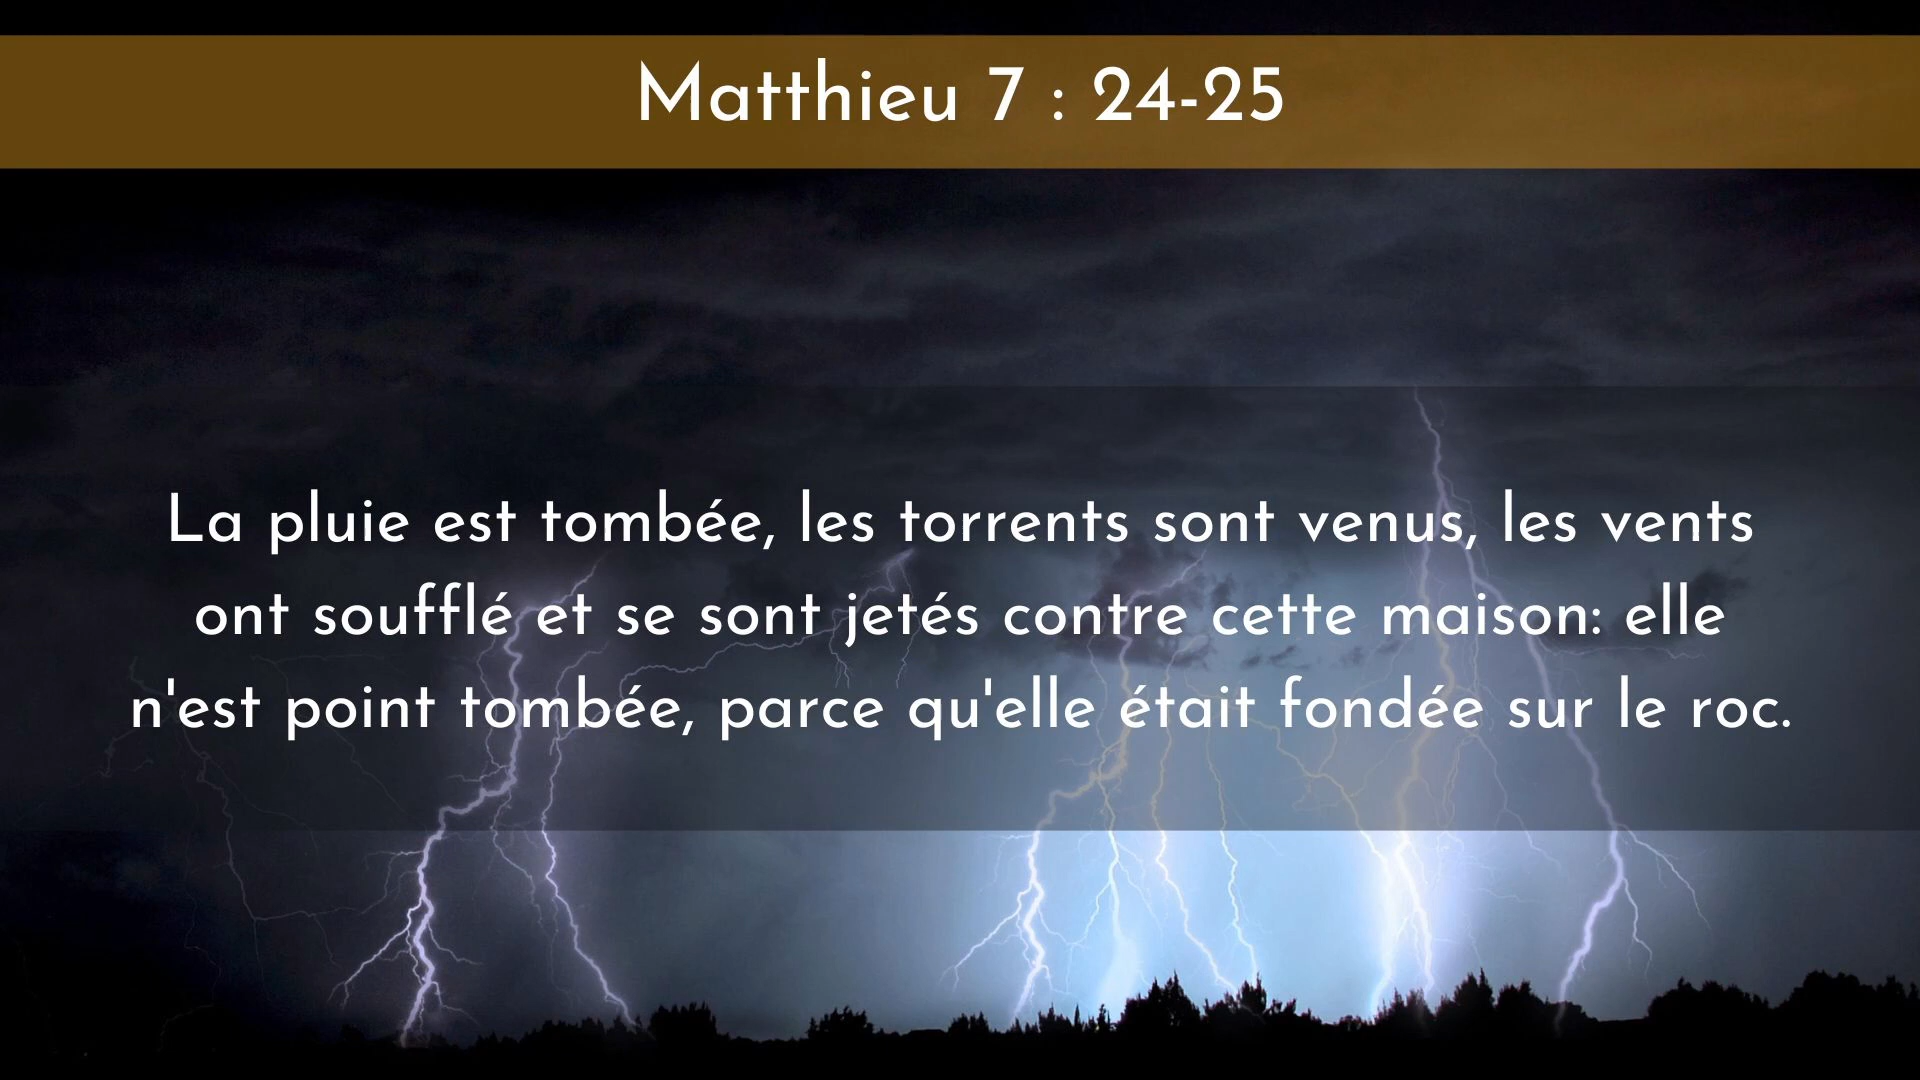 Matthieu 7 : 24-25
La pluie est tombée, les torrents sont venus, les vents
ont soufflé et se sont jetés contre cette maison: elle
n'est point tombée, parce qu'elle était fondée sur le roc.